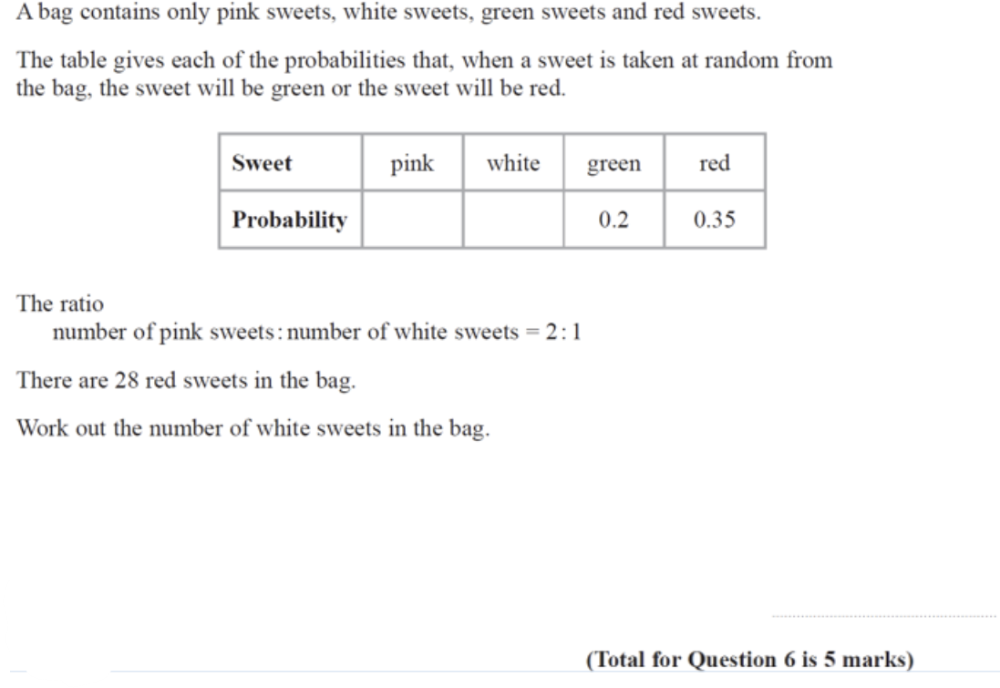 A bag contains only pink sweets, white sweets, green sweets and red sweets.
The table gives each of the probabilities that, when a sweet is taken at random from
the bag, the sweet will be green or the sweet will be red.
Sweet pink white green red
Probability 0.2 0.35
The ratio
number of pink sweets : number of white sweets = 2 : 1
There are 28 red sweets in the bag.
Work out the number of white sweets in the bag.
(Total for Question 6 is 5 marks)